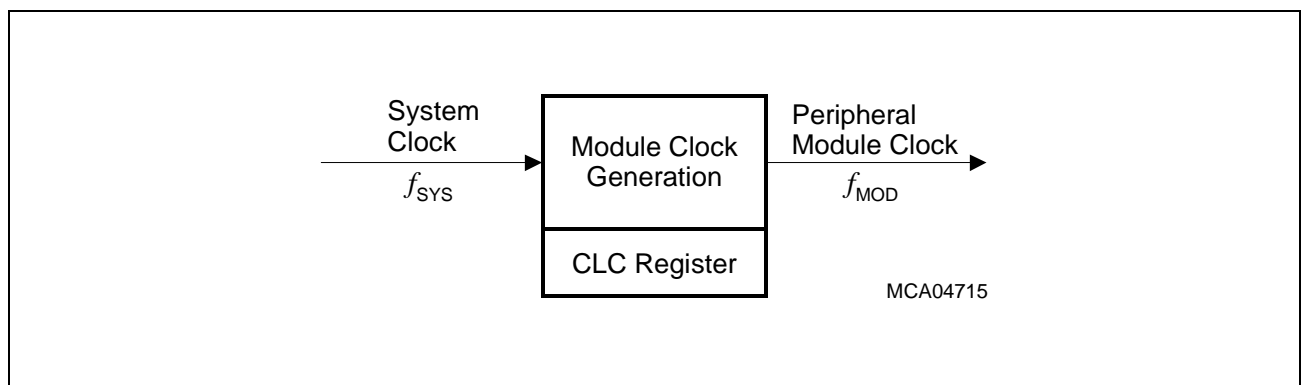 System
Clock
fSYS
Module Clock
Generation
CLC Register
Peripheral
Module Clock
fMOD
MCA04715